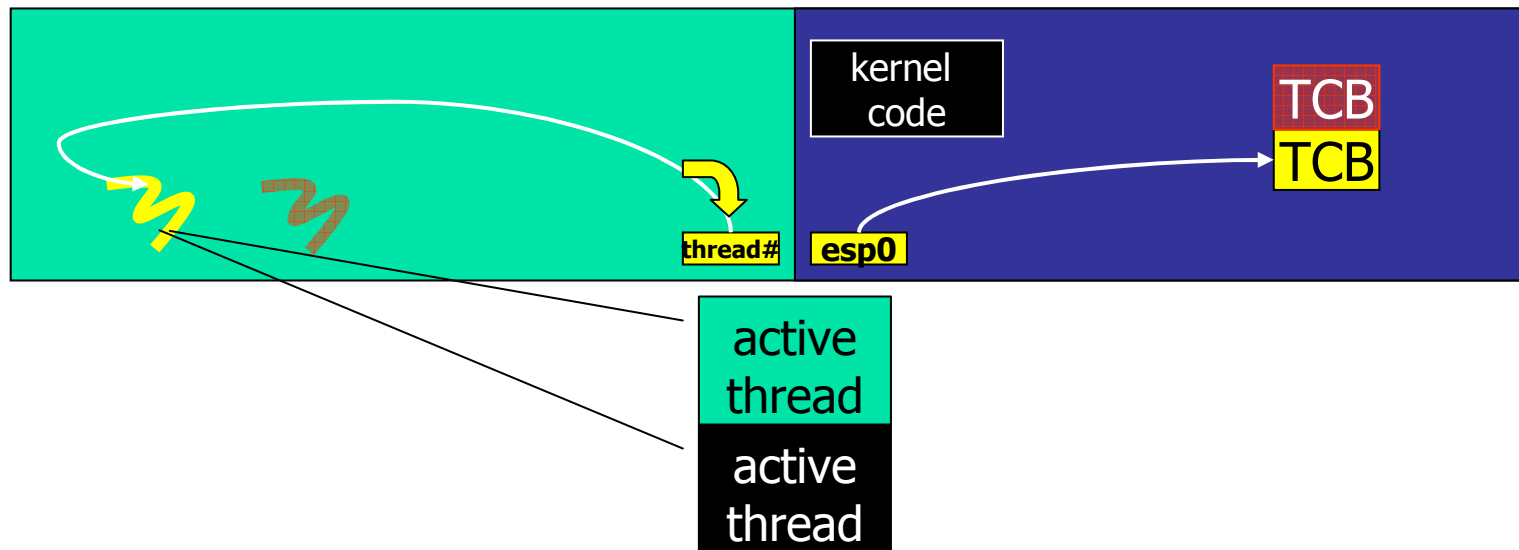 kernel
code
TCB
TCB
thread#
esp0
active
thread
active
thread